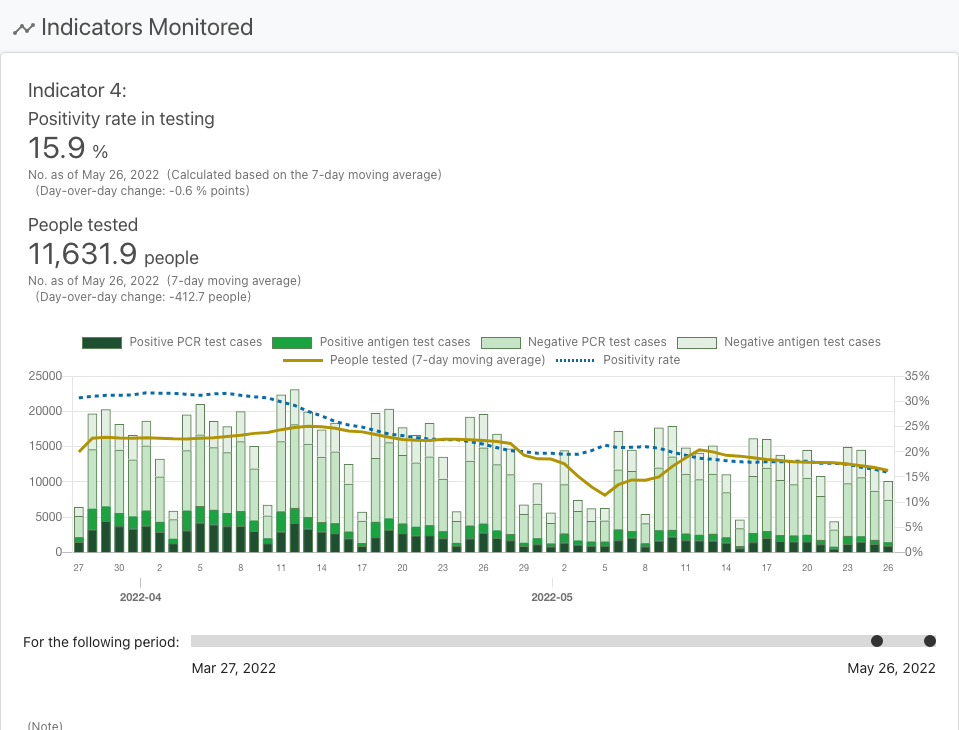 Indicators Monitored
Indicator 4:
Positivity rate in testing
15.9 %
No. as of May 26, 2022 (Calculated based on the 7-day moving average)
(Day-over-day change: -0.6 % points)
People tested
11,631.9 people
No. as of May 26, 2022 (7-day moving average)
(Day-over-day change: -412.7 people)
Positive PCR test cases Positive antigen test cases Negative PCR test cases Negative antigen test cases
People tested (7-day moving average) Positivity rate
25000 35%
20000 30%
25%
15000 20%
10000 15%
10%
5000 5%
0 0%
27 30 2 5 8 11 14 17 20 23 26 29 2 5 8 11 14 17 20 23 26
2022-04 2022-05
For the following period:
Mar 27, 2022 May 26, 2022
(Note)